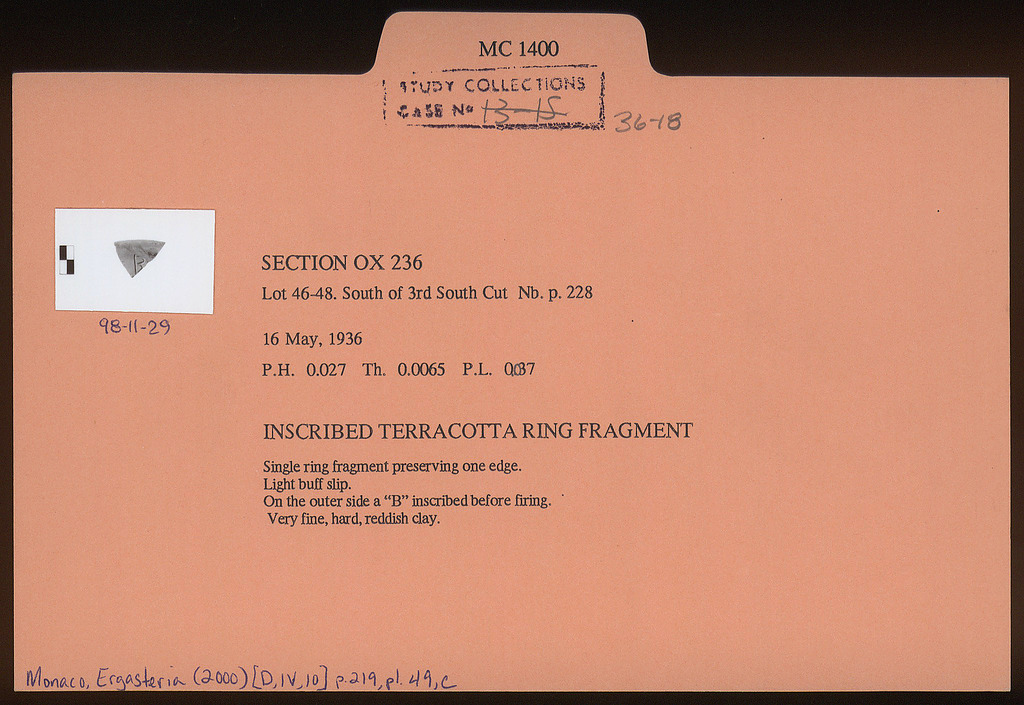 MC 1400
STUDY COLLECTIONS
CASE Nº 13-15
36-18
B
98-11-29
SECTION OX 236
Lot 46-48. South of 3rd South Cut Nb. p. 228
16 May, 1936
P.H. 0.027 Th. 0.0065 P.L. 0.037
INSCRIBED TERRACOTTA RING FRAGMENT
Single ring fragment preserving one edge.
Light buff slip.
On the outer side a “B” inscribed before firing.
Very fine, hard, reddish clay.
Monaco, Ergasteria (2000) [D,IV,10] p.219, pl. 49,c